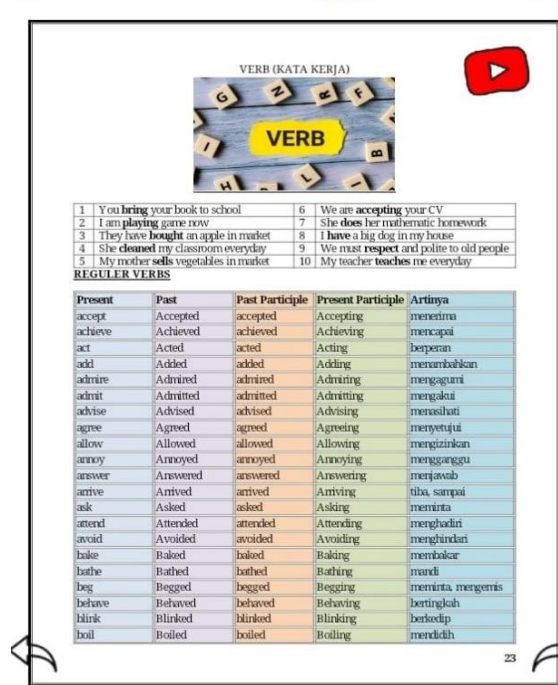 VERB (KATA KERJA)
G N R F
I VERB B
H L I
1 You bring your book to school 6 We are accepting your CV
2 I am playing game now 7 She does her mathematic homework
3 They have bought an apple in market 8 I have a big dog in my house
4 She cleaned my classroom everyday 9 We must respect and polite to old people
5 My mother sells vegetables in market 10 My teacher teaches me everyday
REGULER VERBS
Present Past Past Participle Present Participle Artinya
accept Accepted accepted Accepting menerima
achieve Achieved achieved Achieving mencapai
act Acted acted Acting berperan
add Added added Adding menambahkan
admire Admired admired Admiring mengagumi
admit Admitted admitted Admitting mengakui
advise Advised advised Advising menasihati
agree Agreed agreed Agreeing menyetujui
allow Allowed allowed Allowing mengizinkan
annoy Annoyed annoyed Annoying mengganggu
answer Answered answered Answering menjawab
arrive Arrived arrived Arriving tiba, sampai
ask Asked asked Asking meminta
attend Attended attended Attending menghadiri
avoid Avoided avoided Avoiding menghindari
bake Baked baked Baking membakar
bathe Bathed bathed Bathing mandi
beg Begged begged Begging meminta, mengemis
behave Behaved behaved Behaving bertingkah
blink Blinked blinked Blinking berkedip
boil Boiled boiled Boiling mendidih
23